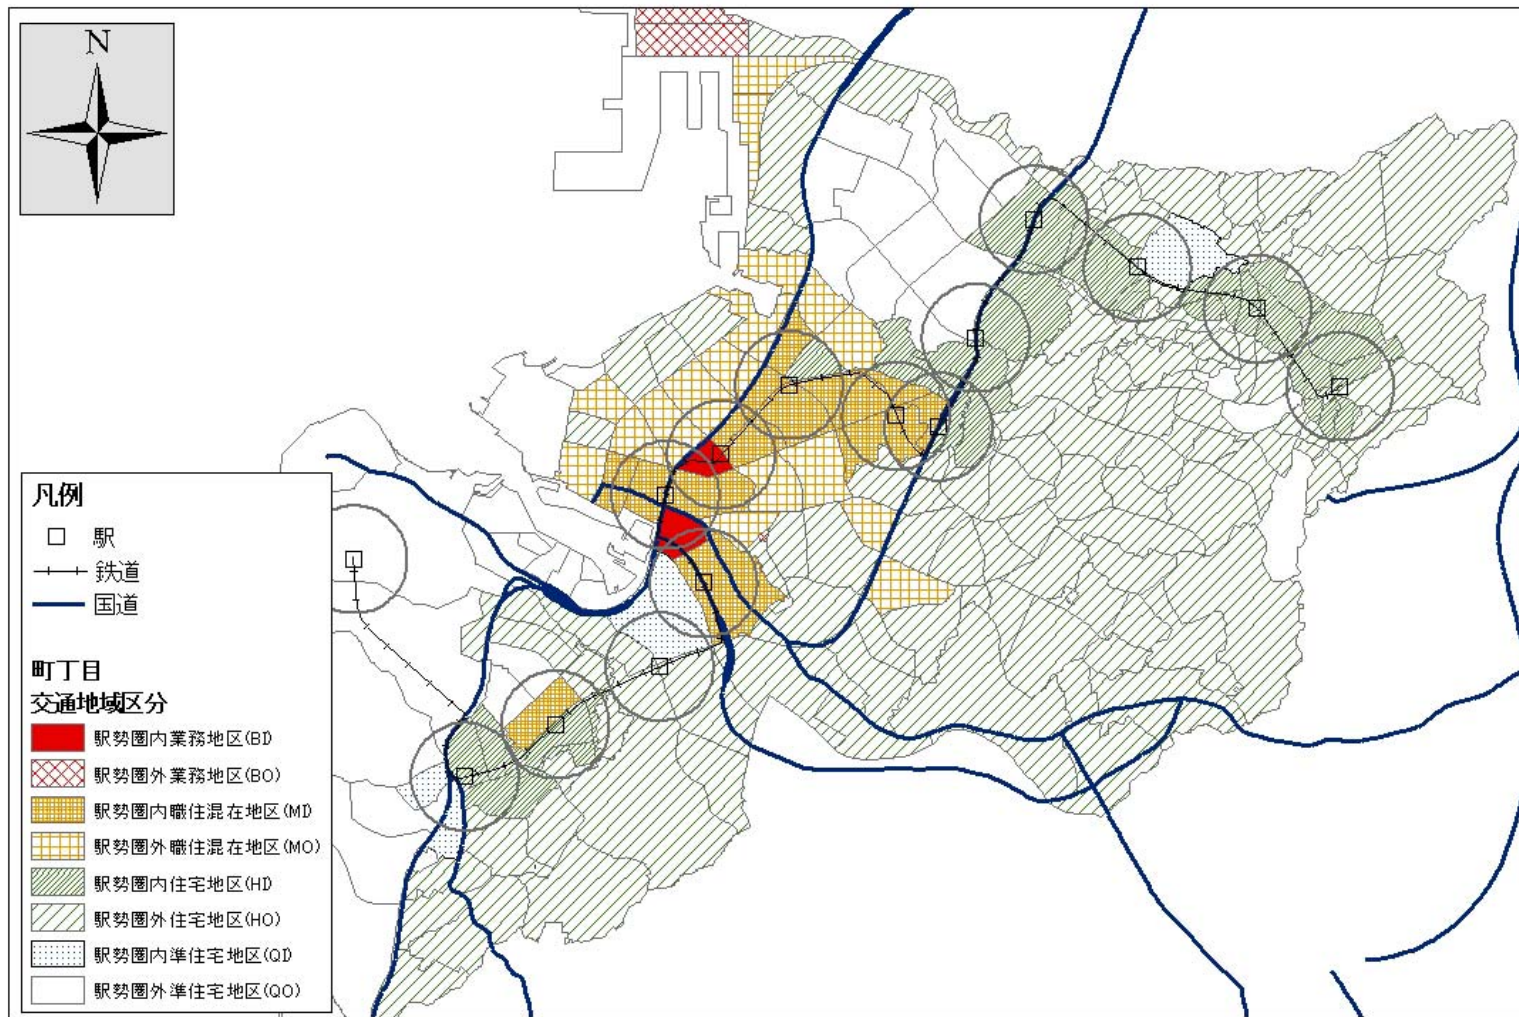 N
凡例
駅
鉄道
国道
町丁目
交通地域区分
駅勢圏内業務地区(BI)
駅勢圏外業務地区(BO)
駅勢圏内職住混在地区(MI)
駅勢圏外職住混在地区(MO)
駅勢圏内住宅地区(HI)
駅勢圏外住宅地区(HO)
駅勢圏内準住宅地区(QI)
駅勢圏外準住宅地区(QO)